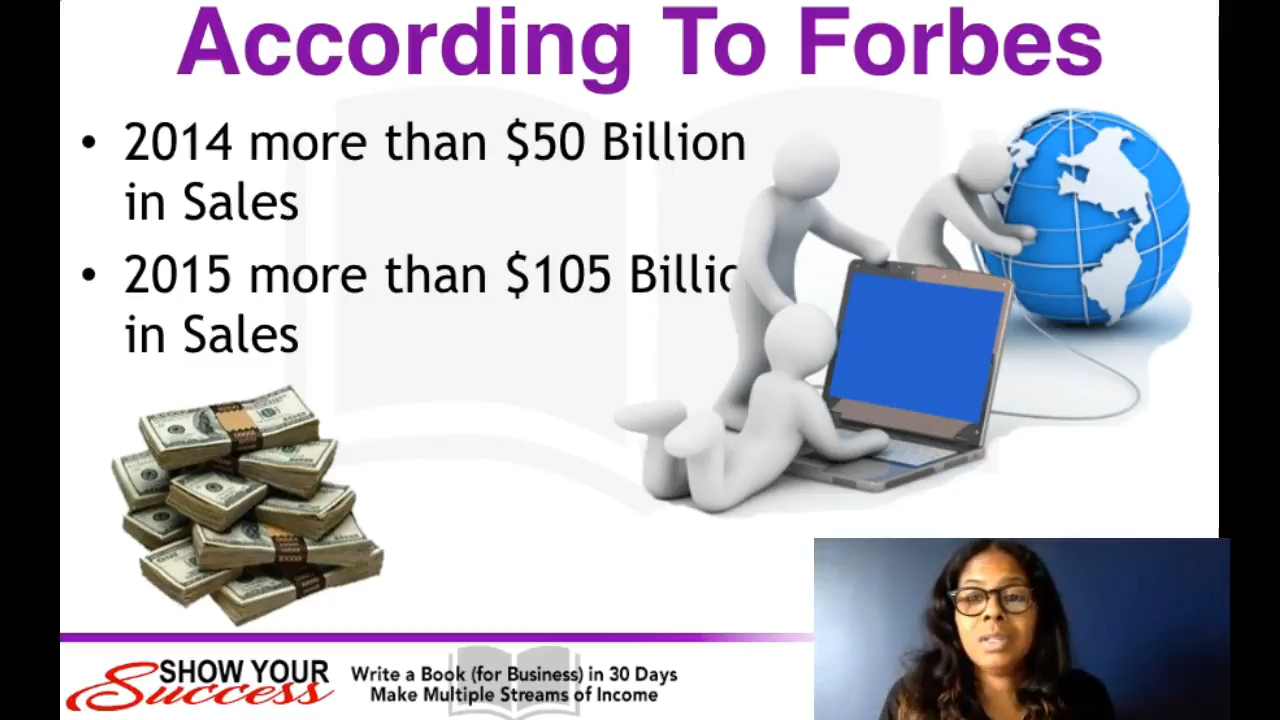 According To Forbes
• 2014 more than $50 Billion
in Sales
• 2015 more than $105 Billic
in Sales
SHOW YOUR
Success
Write a Book (for Business) in 30 Days
Make Multiple Streams of Income